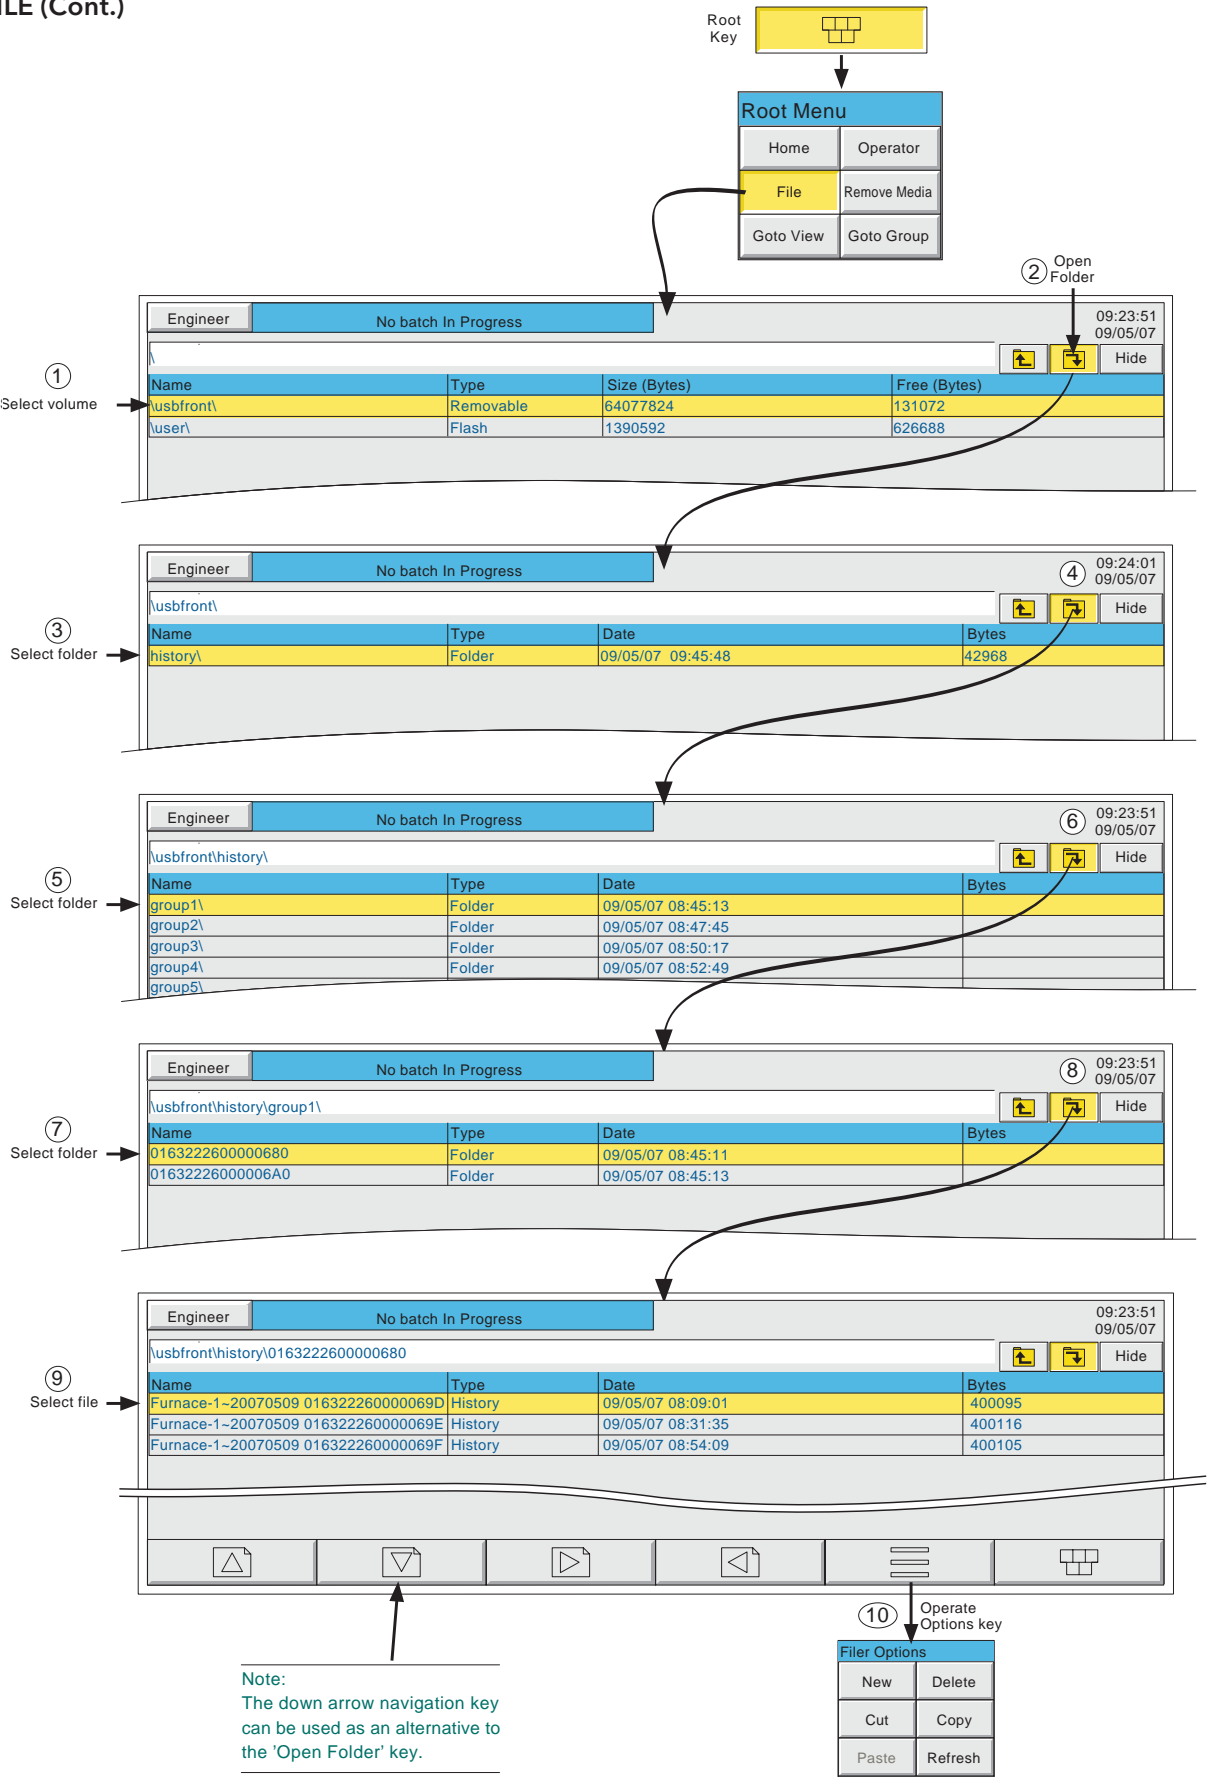 ILE (Cont.)
Root
Key
Root Menu
Home Operator
File Remove Media
Goto View Goto Group
2 Open
Folder
Engineer No batch In Progress 09:23:51
09/05/07
\ Hide
1
Select volume
Name Type Size (Bytes) Free (Bytes)
\usbfront\ Removable 64077824 131072
\user\ Flash 1390592 626688
Engineer No batch In Progress 4 09:24:01
09/05/07
\usbfront\ Hide
3
Select folder
Name Type Date Bytes
history\ Folder 09/05/07 09:45:48 42968
Engineer No batch In Progress 6 09:23:51
09/05/07
\usbfront\history\ Hide
5
Select folder
Name Type Date Bytes
group1\ Folder 09/05/07 08:45:13
group2\ Folder 09/05/07 08:47:45
group3\ Folder 09/05/07 08:50:17
group4\ Folder 09/05/07 08:52:49
group5\
Engineer No batch In Progress 8 09:23:51
09/05/07
\usbfront\history\group1\ Hide
7
Select folder
Name Type Date Bytes
0163222600000680 Folder 09/05/07 08:45:11
01632226000006A0 Folder 09/05/07 08:45:13
Engineer No batch In Progress 09:23:51
09/05/07
\usbfront\history\0163222600000680 Hide
9
Select file
Name Type Date Bytes
Furnace-1~20070509 016322260000069D History 09/05/07 08:09:01 400095
Furnace-1~20070509 016322260000069E History 09/05/07 08:31:35 400116
Furnace-1~20070509 016322260000069F History 09/05/07 08:54:09 400105
10 Operate
Options key
Filer Options
New Delete
Cut Copy
Paste Refresh
Note:
The down arrow navigation key
can be used as an alternative to
the 'Open Folder' key.